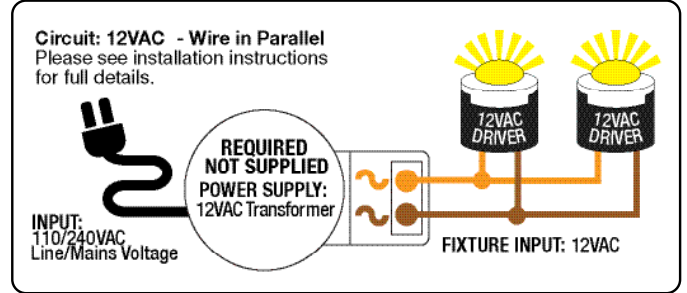 Circuit: 12VAC - Wire in Parallel
Please see installation instructions
for full details.
12VAC
DRIVER
12VAC
DRIVER
REQUIRED
NOT SUPPLIED
POWER SUPPLY:
12VAC Transformer
INPUT:
110/240VAC
Line/Mains Voltage
FIXTURE INPUT: 12VAC